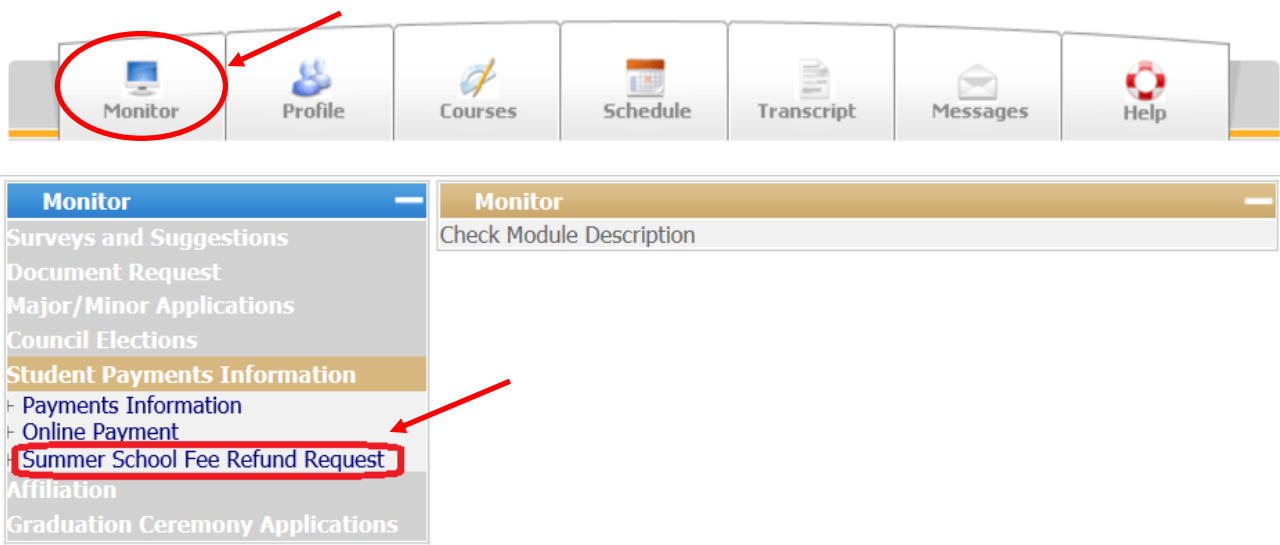 Monitor
Profile
Courses
Schedule
Transcript
Messages
Help
Monitor
Surveys and Suggestions
Document Request
Major/Minor Applications
Council Elections
Student Payments Information
Payments Information
Online Payment
Summer School Fee Refund Request
Affiliation
Graduation Ceremony Applications
Monitor
Check Module Description